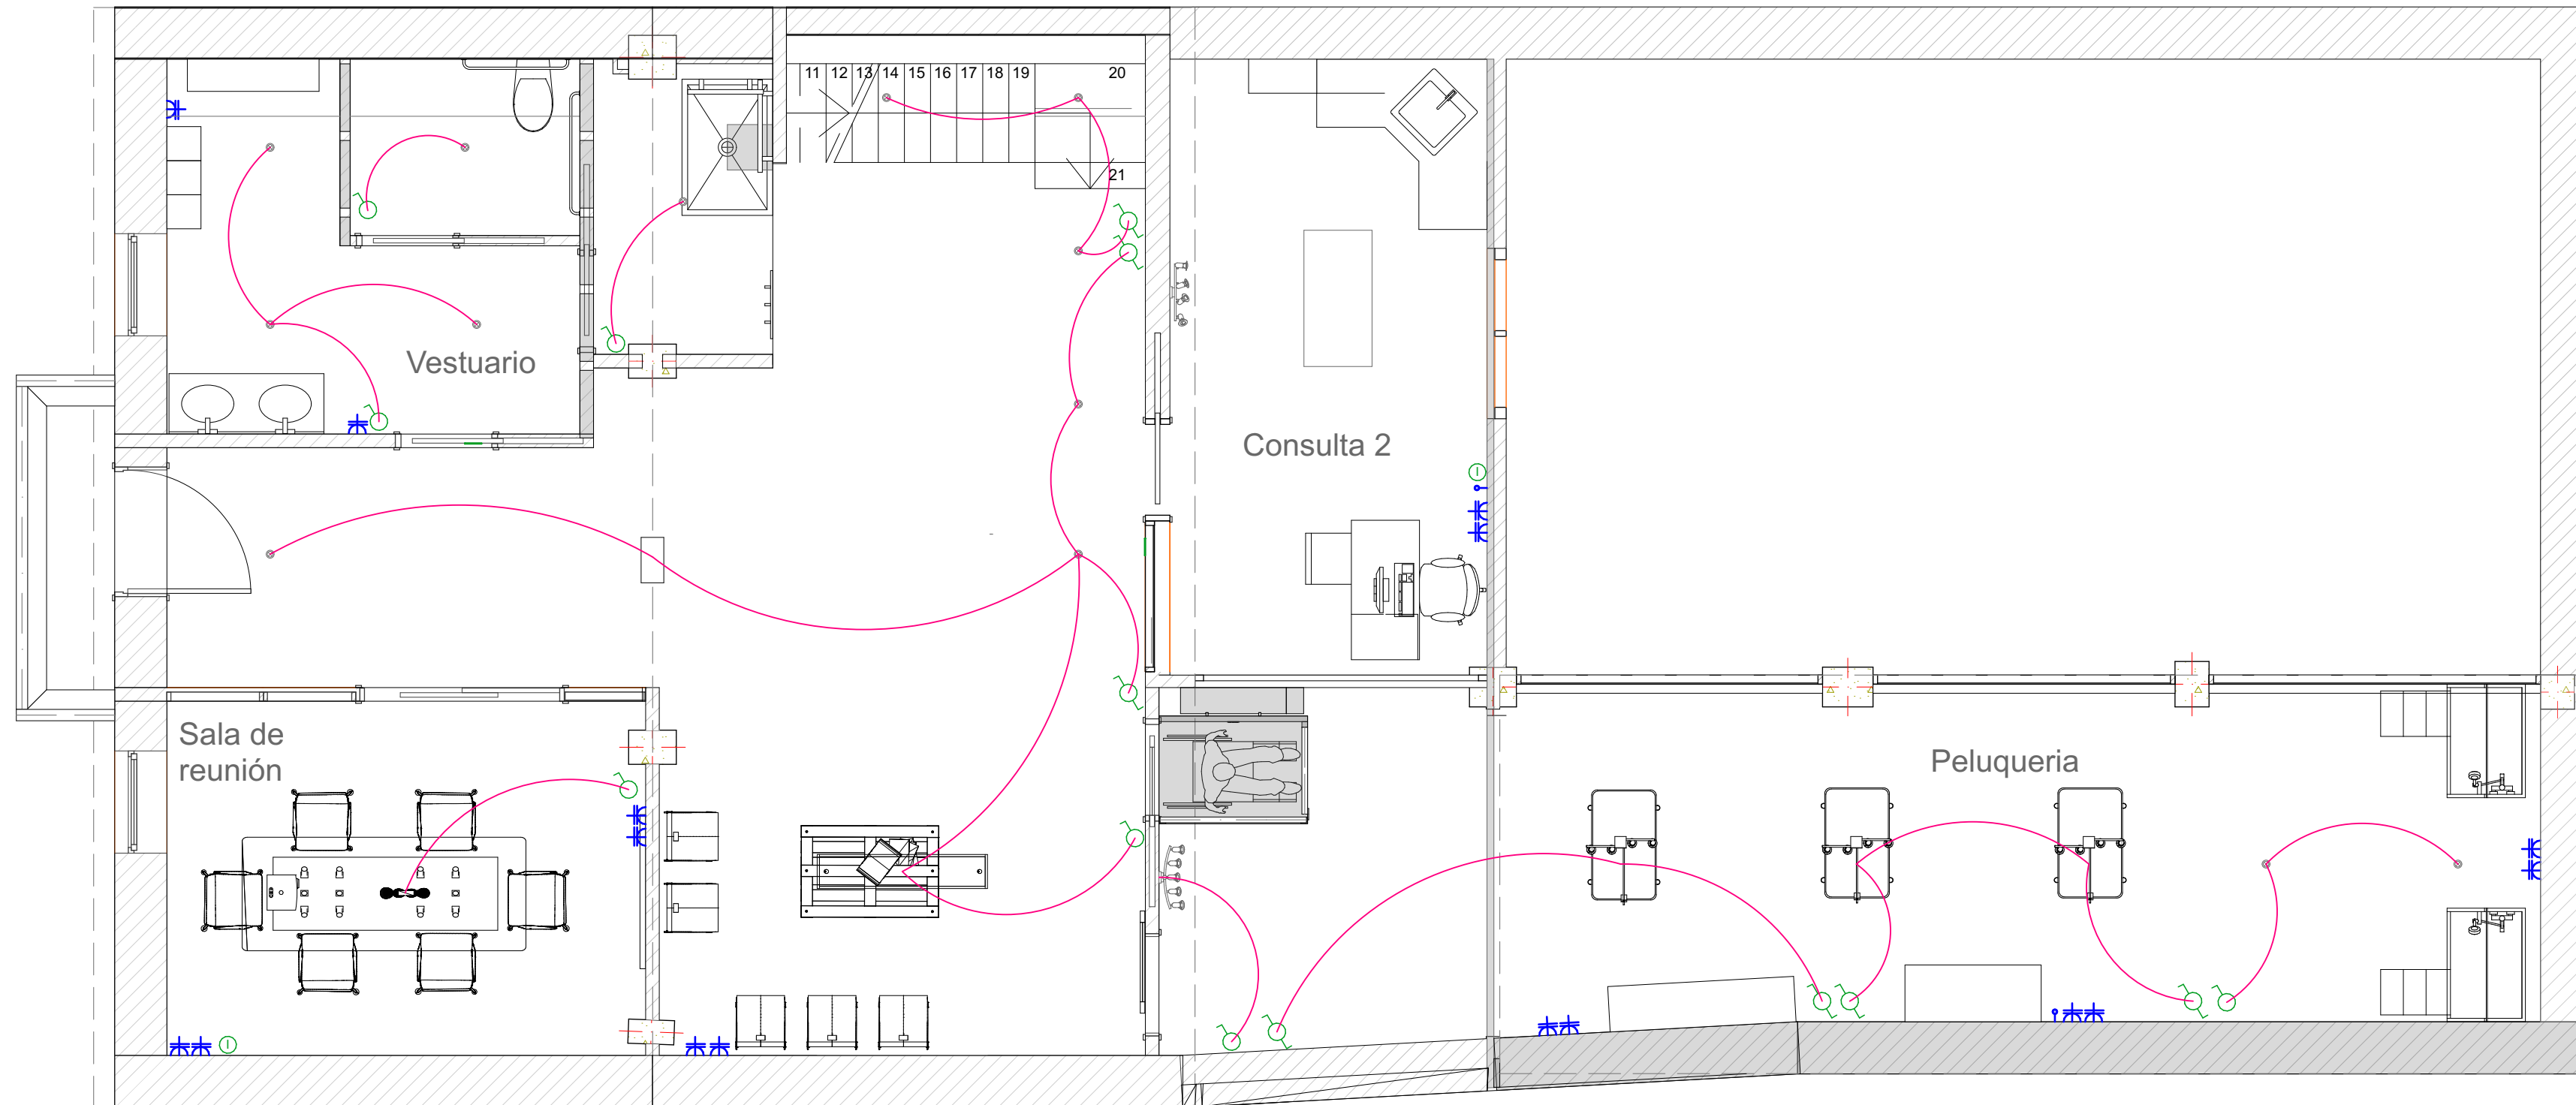 11 12 13 14 15 16 17 18 19 20
21
Vestuario
Consulta 2
Sala de
reunión
Peluqueria